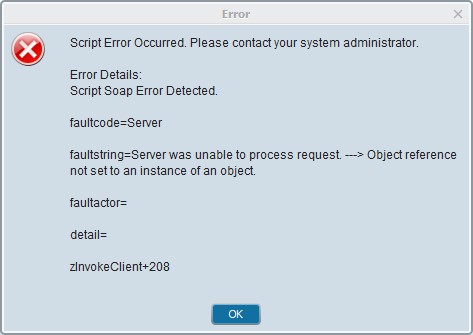 Error
Script Error Occurred. Please contact your system administrator.
Error Details:
Script Soap Error Detected.
faultcode=Server
faultstring=Server was unable to process request. ---> Object reference
not set to an instance of an object.
faultactor=
detail=
zInvokeClient+208
OK